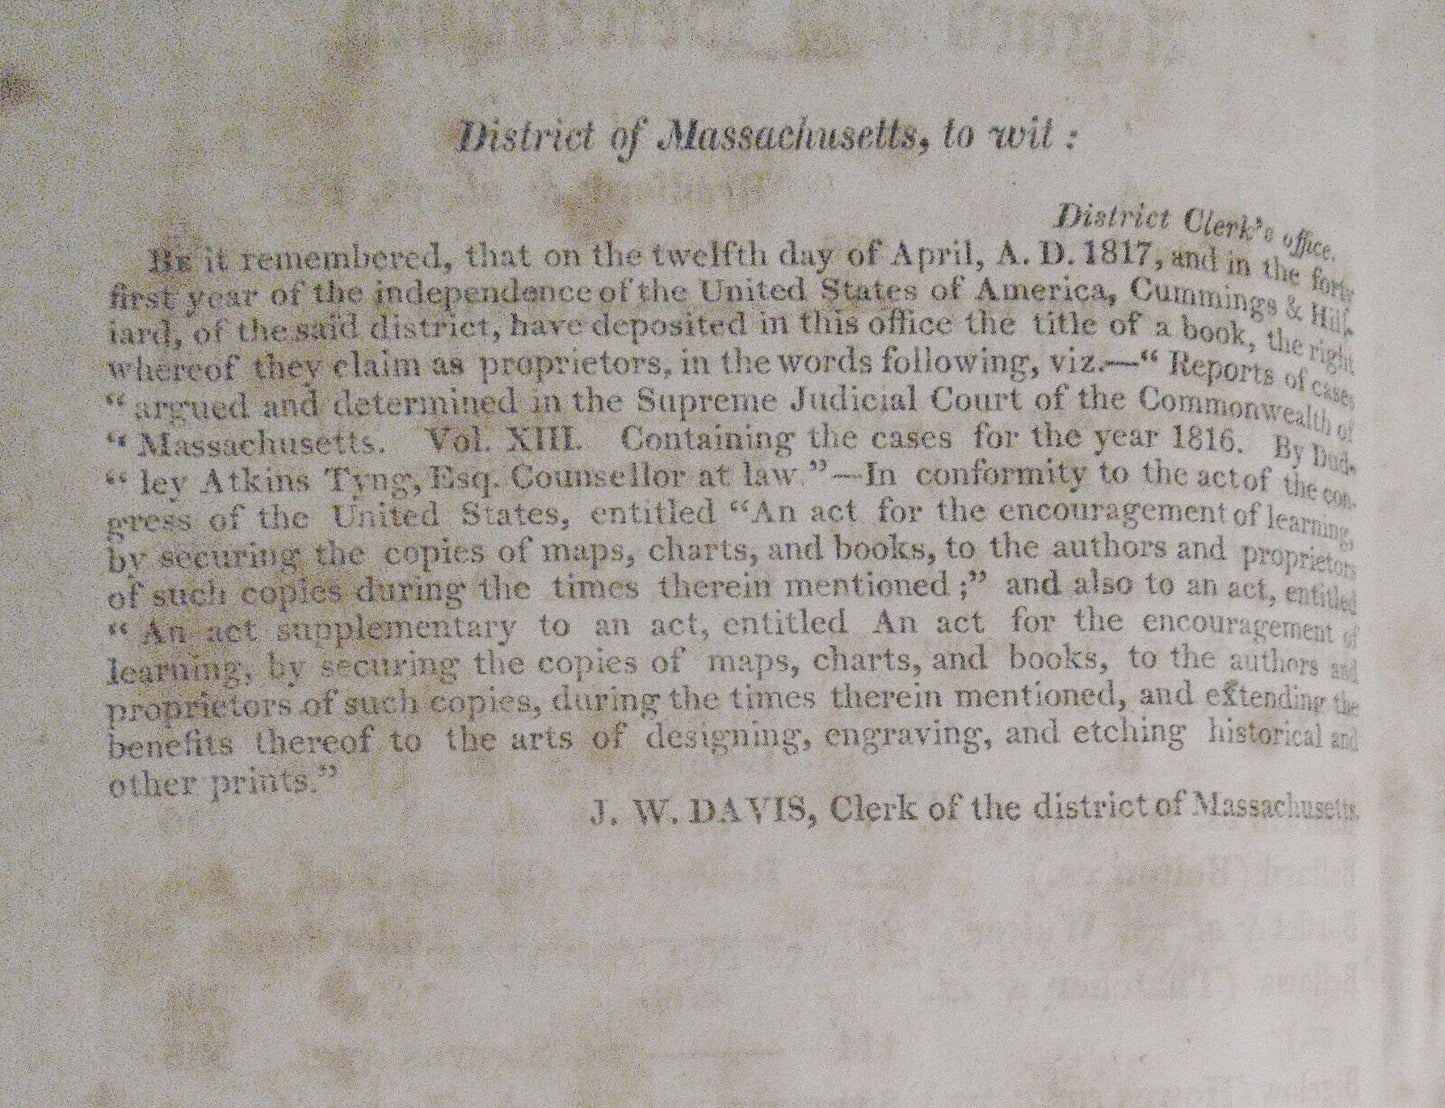 District of Massachusetts, to wit :
District Clerk's office.
BE it remembered, that on the twelfth day of April, A. D. 1817, and in the forty
first year of the independence of the United States of America, Cummings & Hil-
iard, of the said district, have deposited in this office the title of a book, the right
whereof they claim as proprietors, in the words following, viz.—“ Reports of cases
“ argued and determined in the Supreme Judicial Court of the Commonwealth of
“ Massachusetts. Vol. XIII. Containing the cases for the year 1816. By Dud-
“ ley Atkins Tyng, Esq. Counsellor at law.”—In conformity to the act of the con-
gress of the United States, entitled “An act for the encouragement of learning,
by securing the copies of maps, charts, and books, to the authors and proprietors
of such copies during the times therein mentioned ;” and also to an act, entitled
“ An act supplementary to an act, entitled An act for the encouragement of
learning, by securing the copies of maps, charts, and books, to the authors and
proprietors of such copies, during the times therein mentioned, and extending the
benefits thereof to the arts of designing, engraving, and etching historical and
other prints.”
J. W. DAVIS, Clerk of the district of Massachusetts.